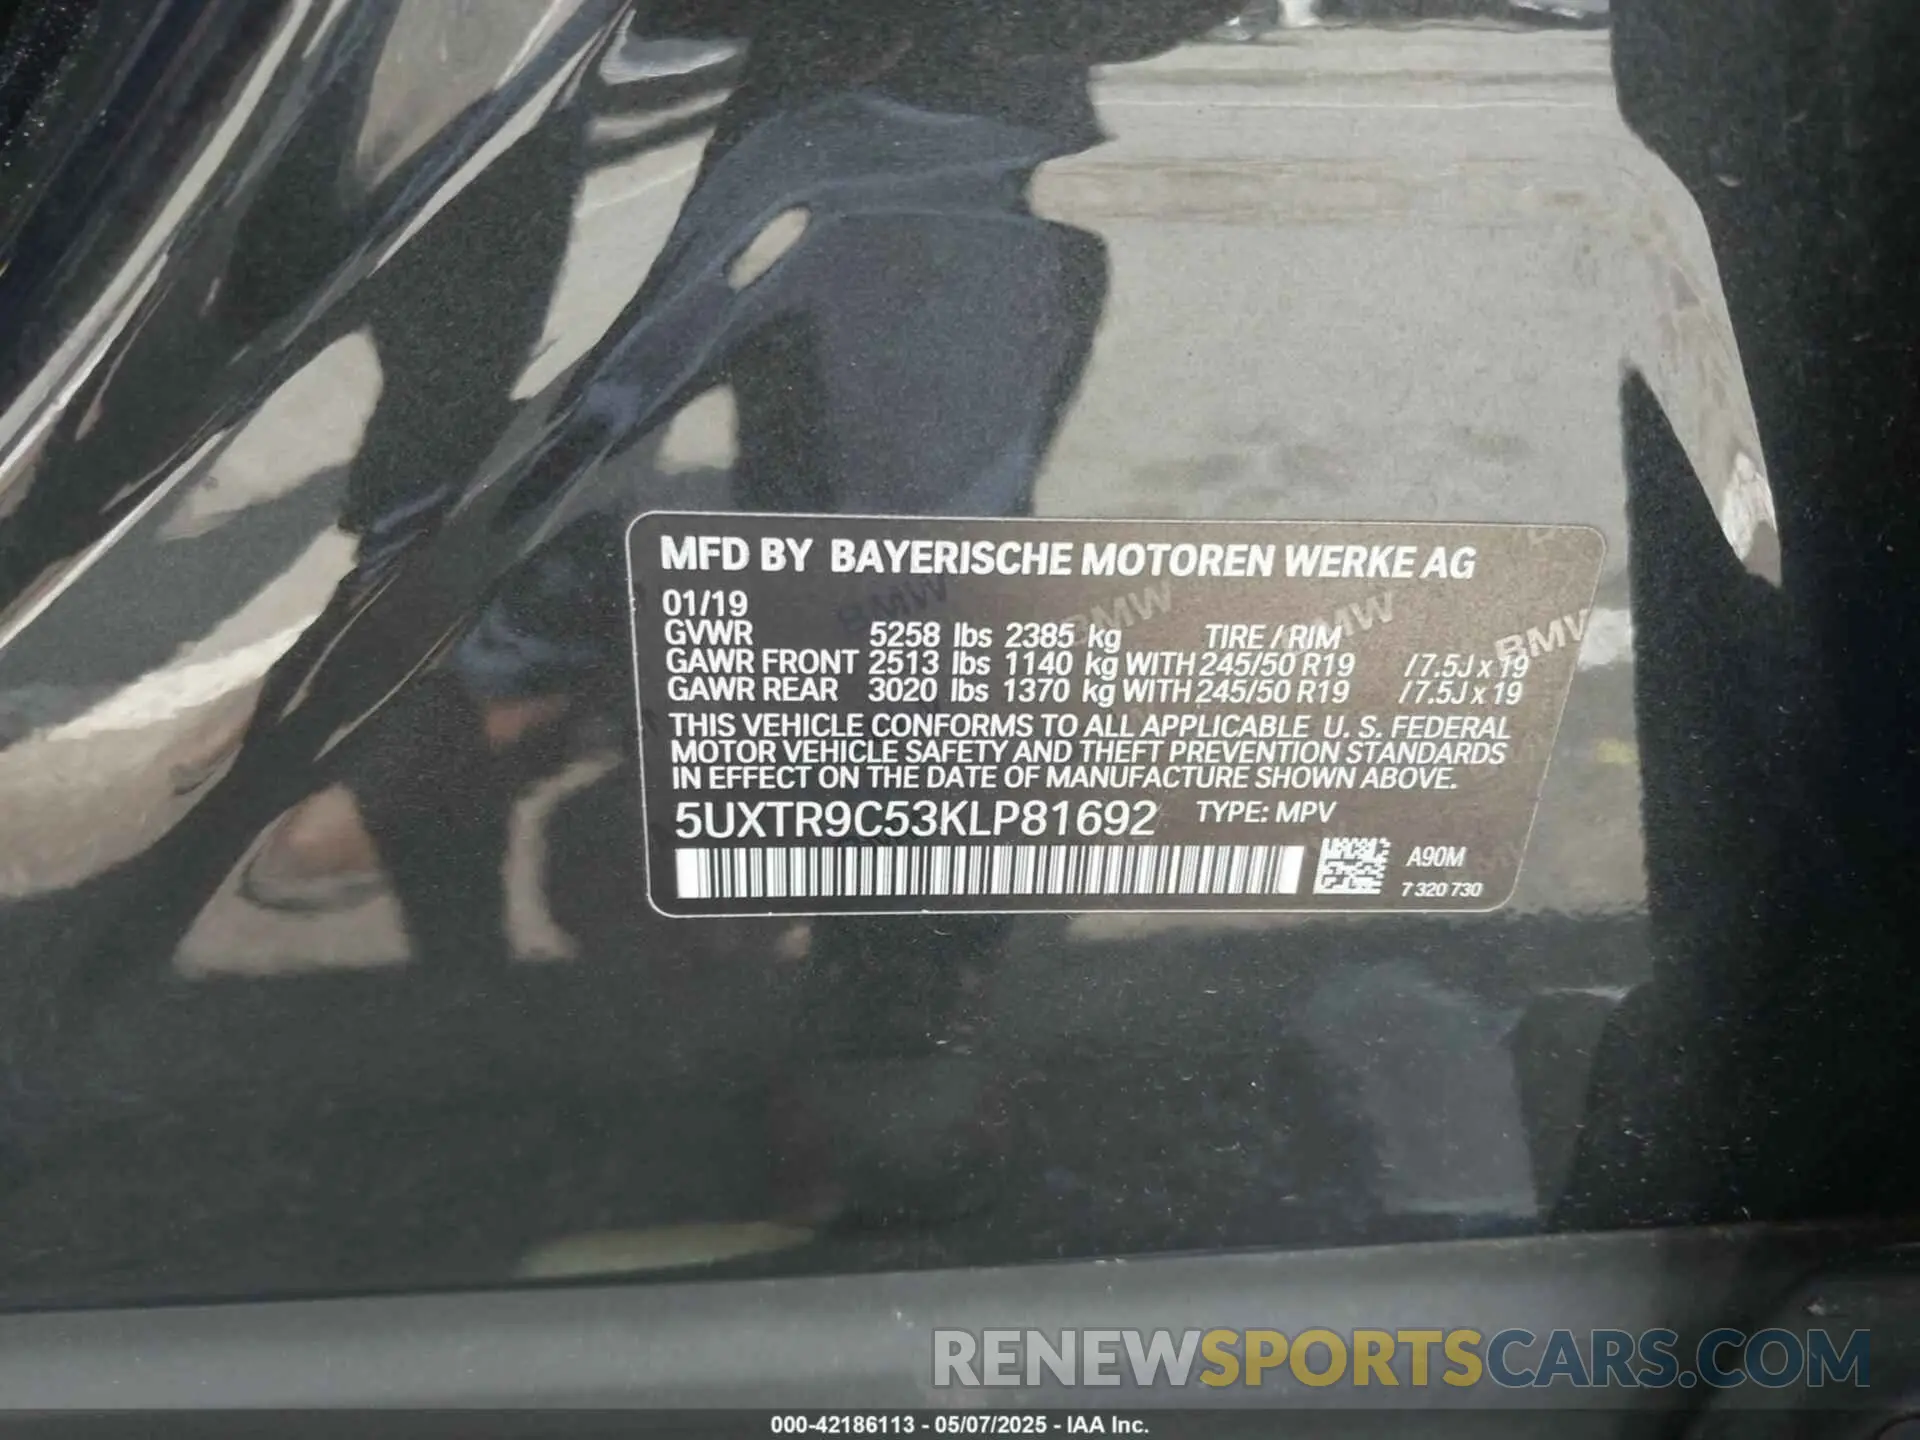 MFD BY BAYERISCHE MOTOREN WERKE AG
01/19
GVWR 5258 lbs 2385 kg TIRE / RIM
GAWR FRONT 2513 lbs 1140 kg WITH 245/50 R19 / 7.5J x 19
GAWR REAR 3020 lbs 1370 kg WITH 245/50 R19 / 7.5J x 19
THIS VEHICLE CONFORMS TO ALL APPLICABLE U. S. FEDERAL
MOTOR VEHICLE SAFETY AND THEFT PREVENTION STANDARDS
IN EFFECT ON THE DATE OF MANUFACTURE SHOWN ABOVE.
5UXTR9C53KLP81692 TYPE: MPV
A90M
7 320 730
BMW BMW BMW BMW
RENEWSPORTSCARS.COM
000-42186113 - 05/07/2025 - IAA Inc.